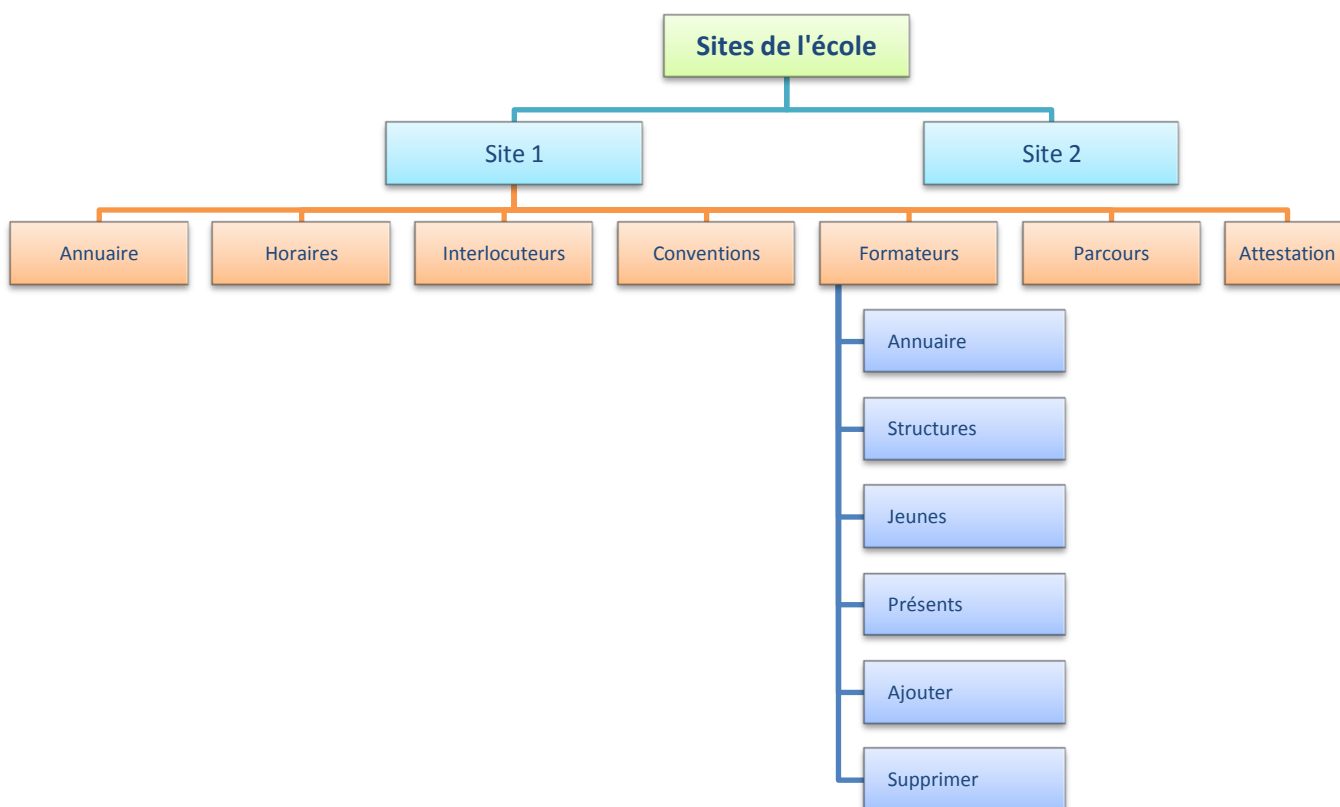 Sites de l'école
Site 1
Site 2
Annuaire
Horaires
Interlocuteurs
Conventions
Formateurs
Parcours
Attestation
Annuaire
Structures
Jeunes
Présents
Ajouter
Supprimer